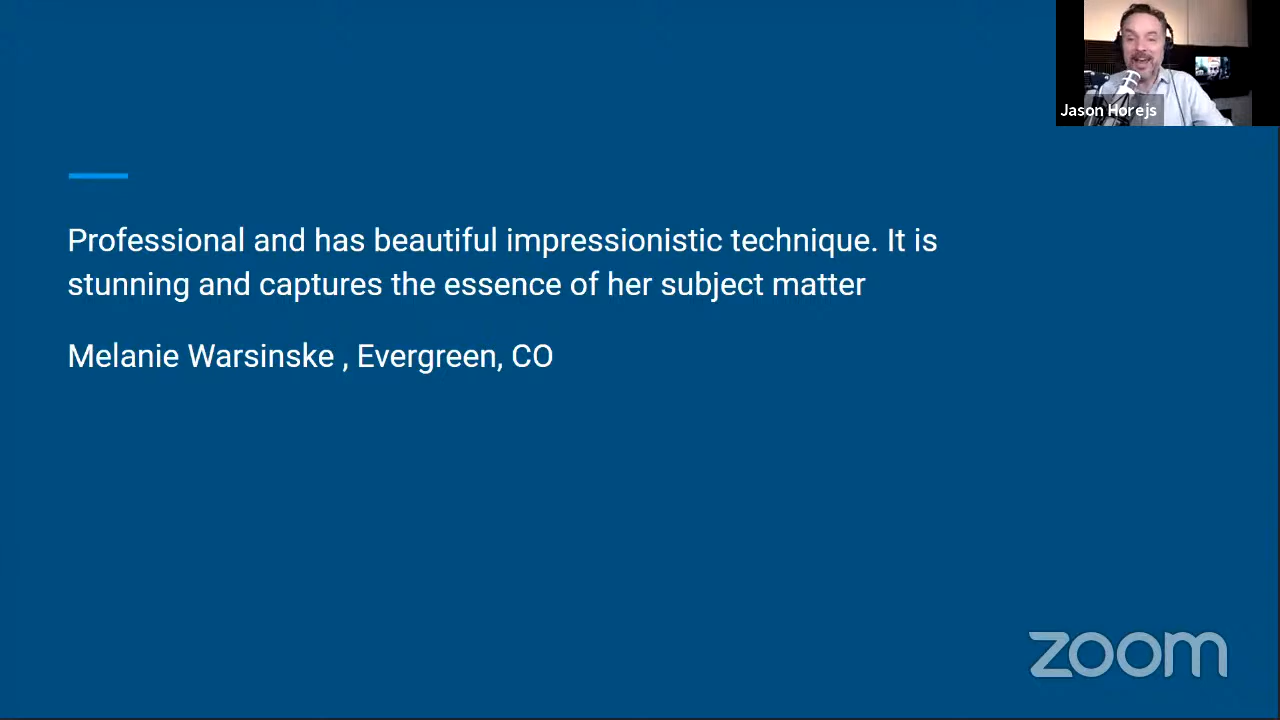 Jason Horejs
Professional and has beautiful impressionistic technique. It is
stunning and captures the essence of her subject matter
Melanie Warsinske , Evergreen, CO
zoom